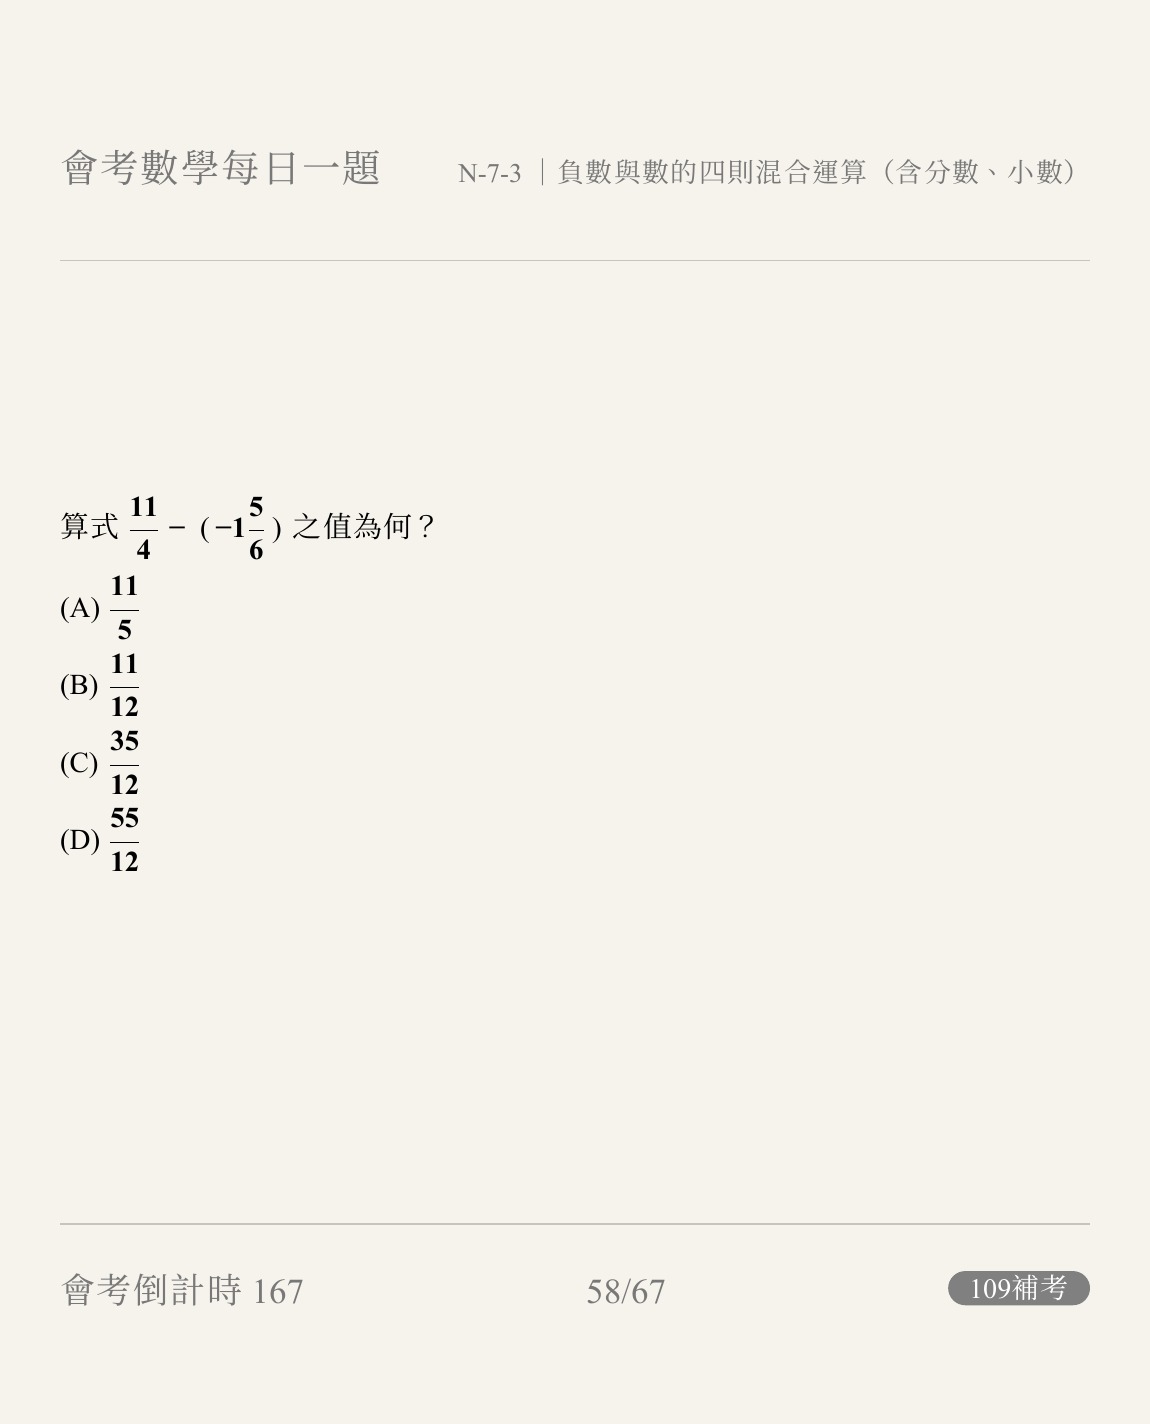 會考數學每日一題
N-7-3 ｜負數與數的四則混合運算（含分數、小數）
算式 11/4 − ( −1 5/6 ) 之值為何？
(A) 11/5
(B) 11/12
(C) 35/12
(D) 55/12
會考倒計時 167
58/67
109補考